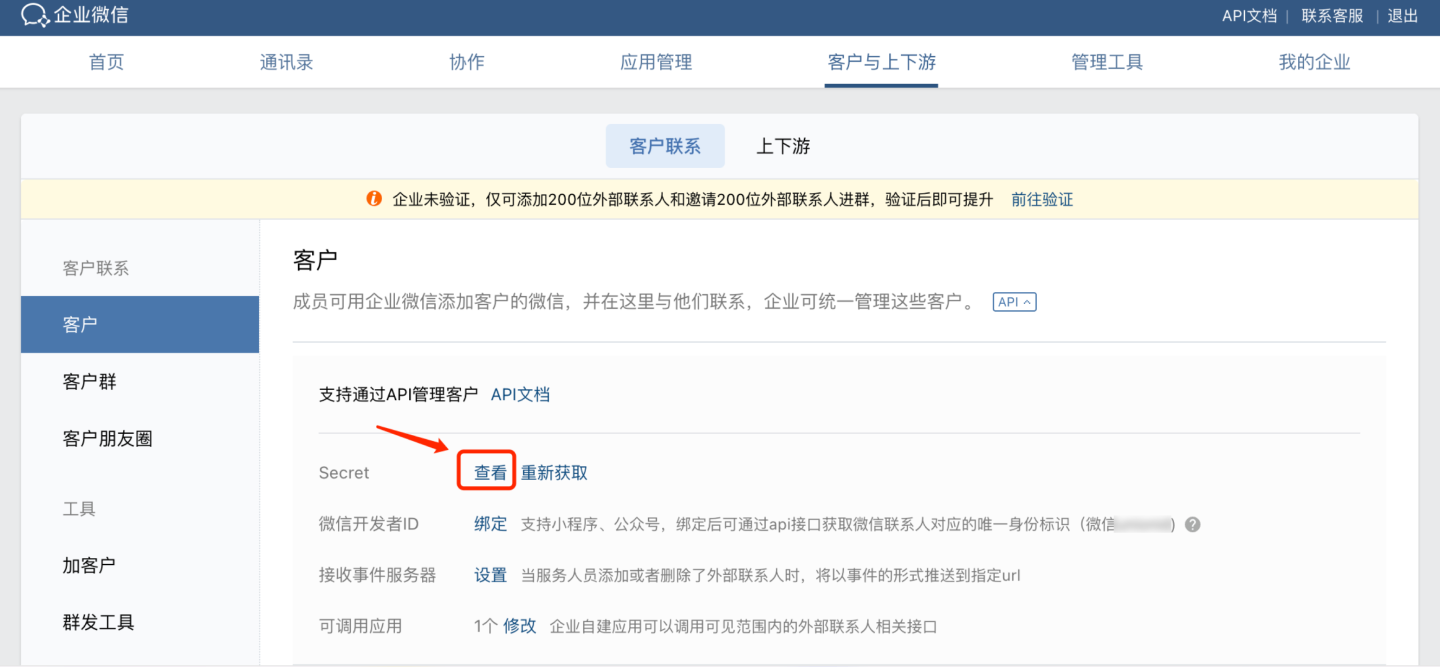 企业微信 API文档 | 联系客服 | 退出
首页 通讯录 协作 应用管理 客户与上下游 管理工具 我的企业
客户联系 上下游
企业未验证，仅可添加200位外部联系人和邀请200位外部联系人进群，验证后即可提升 前往验证
客户联系
客户
客户群
客户朋友圈
工具
加客户
群发工具
客户
成员可用企业微信添加客户的微信，并在这里与他们联系，企业可统一管理这些客户。 API
支持通过API管理客户 API文档
Secret 查看 重新获取
微信开发者ID 绑定 支持小程序、公众号，绑定后可通过api接口获取微信联系人对应的唯一身份标识（微信 )
接收事件服务器 设置 当服务人员添加或者删除了外部联系人时，将以事件的形式推送到指定url
可调用应用 1个 修改 企业自建应用可以调用可见范围内的外部联系人相关接口